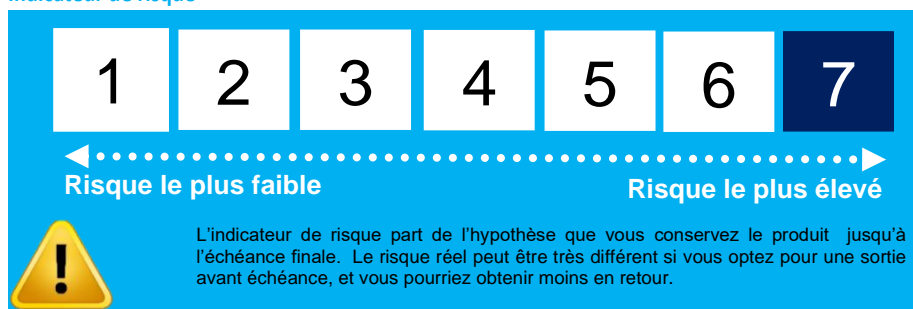 Indicateur de risque
1 2 3 4 5 6 7
Risque le plus faible Risque le plus élevé
L'indicateur de risque part de l'hypothèse que vous conservez le produit jusqu'à
l'échéance finale. Le risque réel peut être très différent si vous optez pour une sortie
avant échéance, et vous pourriez obtenir moins en retour.